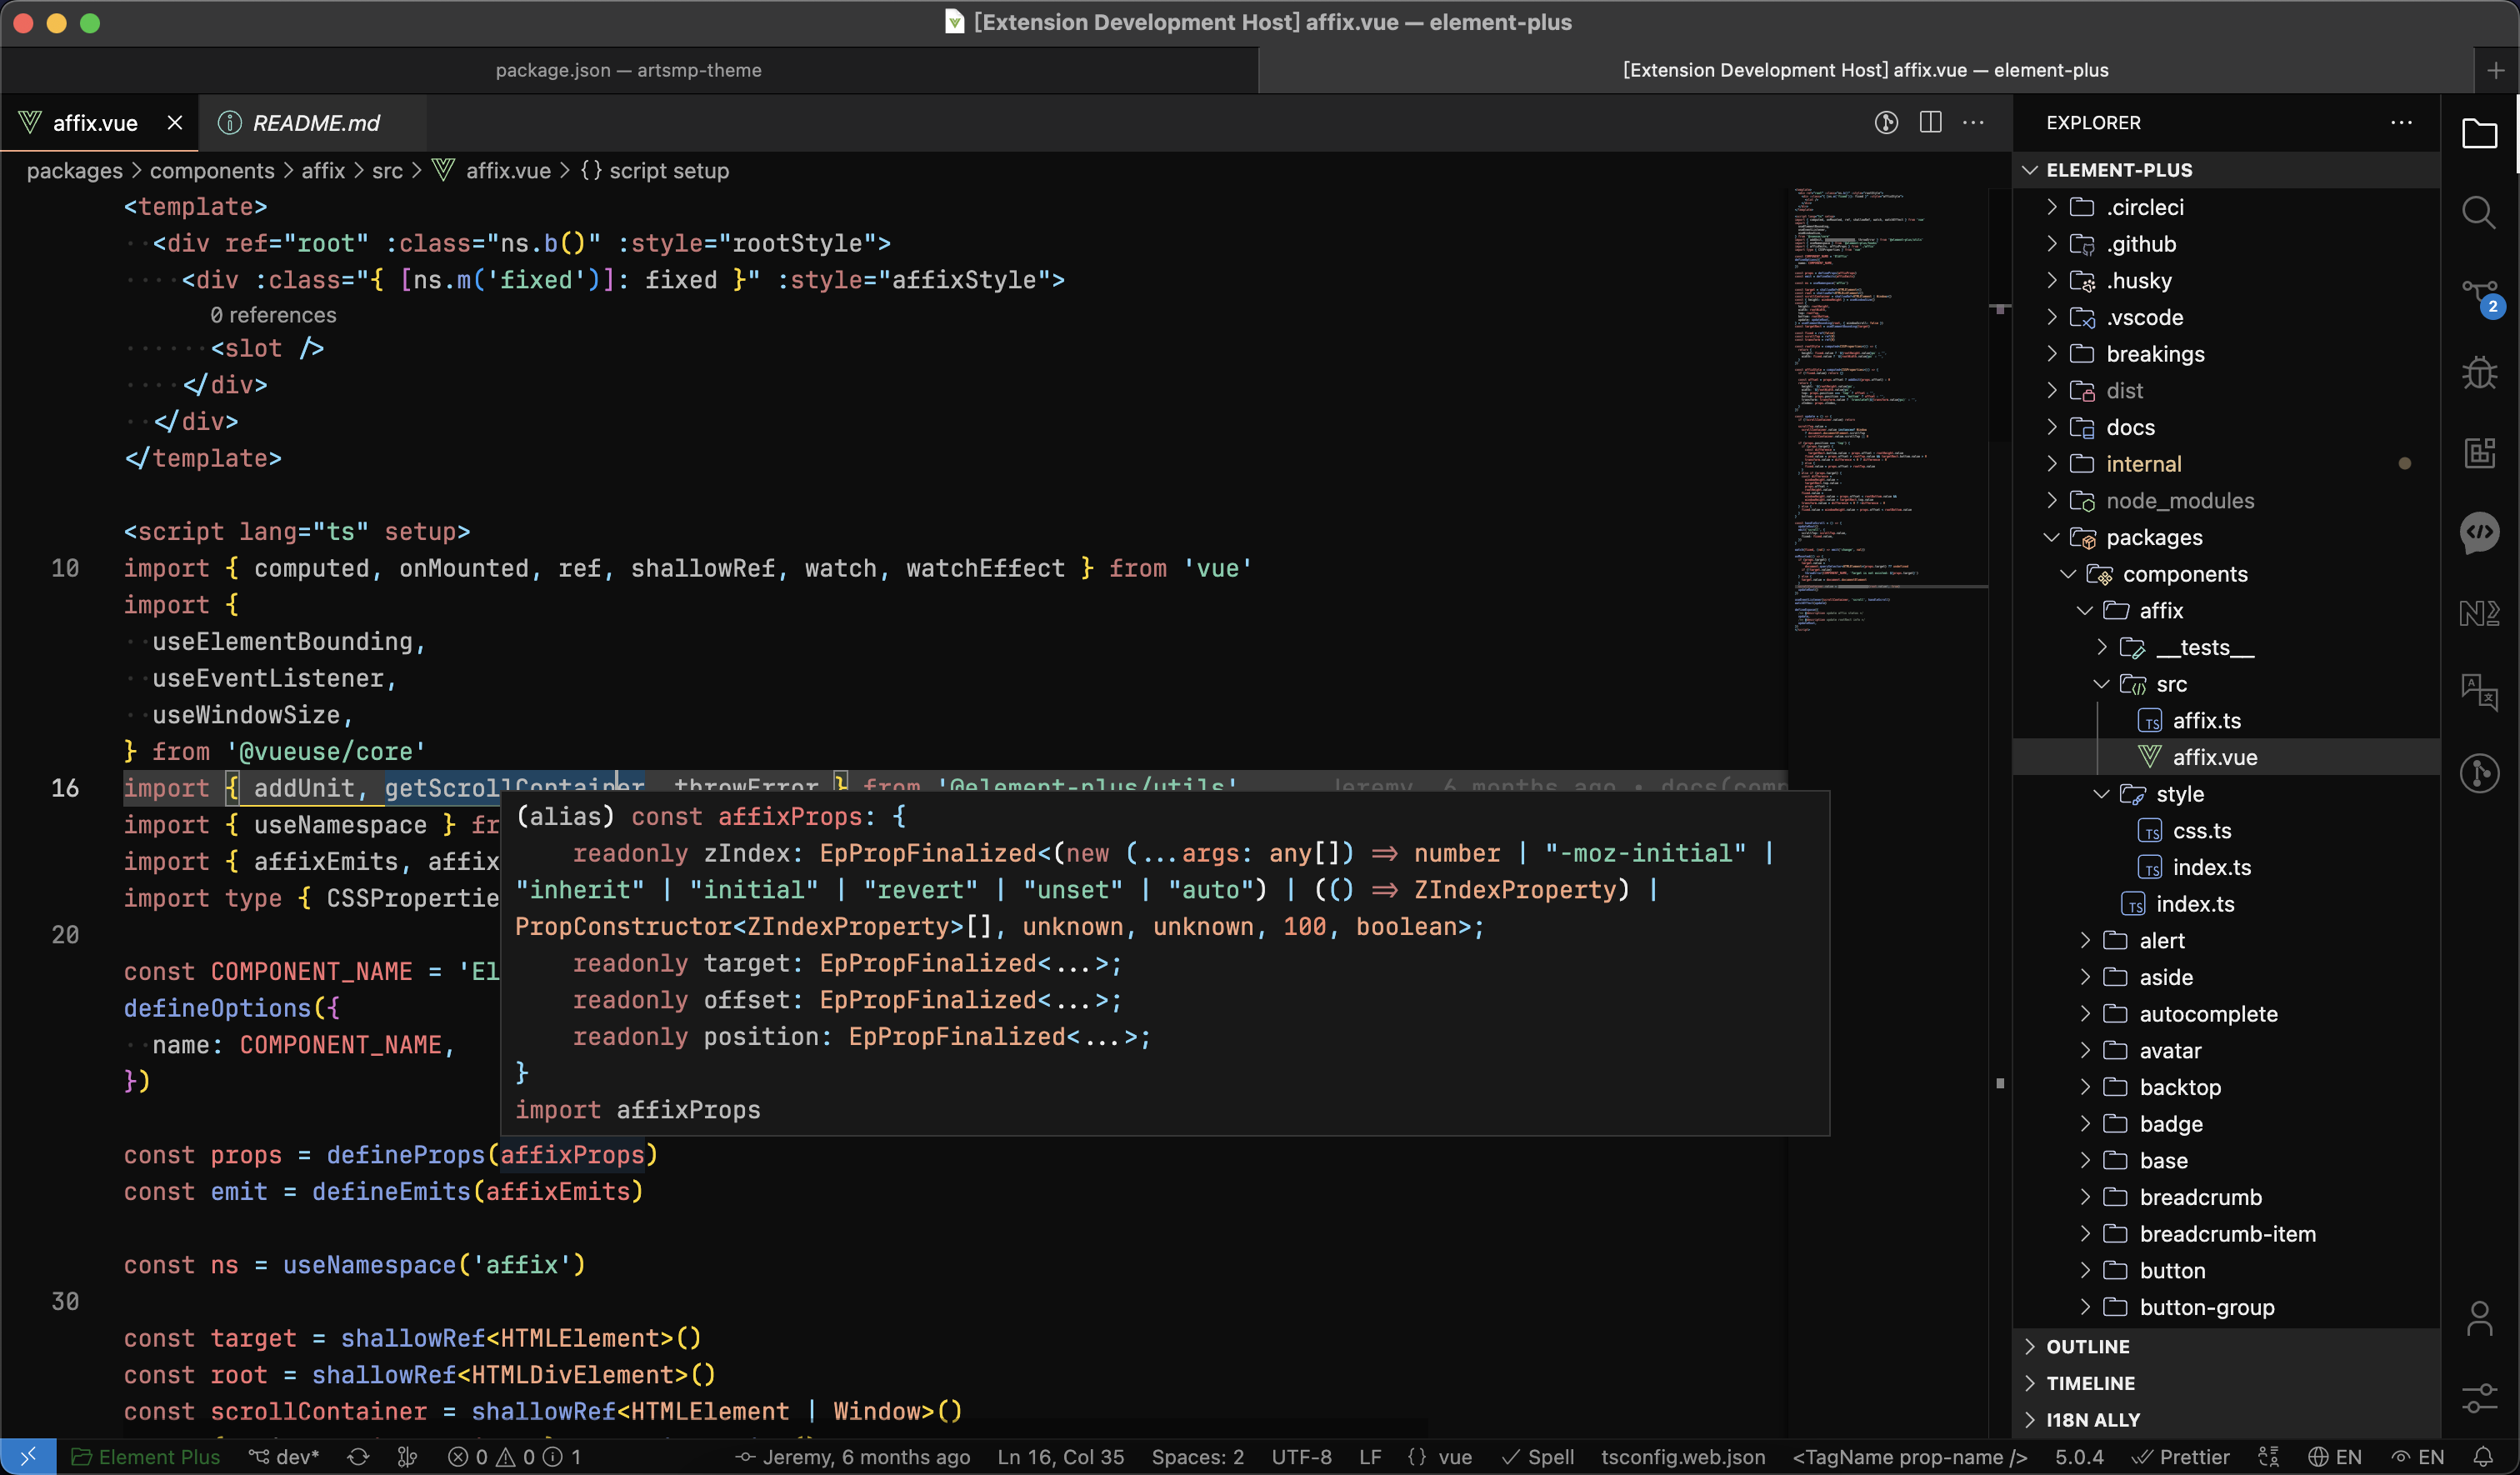 [Extension Development Host] affix.vue — element-plus
package.json — artsmp-theme
[Extension Development Host] affix.vue — element-plus
affix.vue
README.md
packages > components > affix > src > affix.vue > {} script setup
<template>
<div ref="root" :class="ns.b()" :style="rootStyle">
<div :class="{ [ns.m('fixed')]: fixed }" :style="affixStyle">
0 references
<slot />
</div>
</div>
</template>
<script lang="ts" setup>
10 import { computed, onMounted, ref, shallowRef, watch, watchEffect } from 'vue'
import {
useElementBounding,
useEventListener,
useWindowSize,
} from '@vueuse/core'
16 import { addUnit, getScrollContainer, throwError } from '@element-plus/utils' Jeremy, 6 months ago • docs(com
import { useNamespace } fr
import { affixEmits, affix
import type { CSSPropertie
20
const COMPONENT_NAME = 'El
defineOptions({
name: COMPONENT_NAME,
})
(alias) const affixProps: {
readonly zIndex: EpPropFinalized<(new (...args: any[]) => number | "-moz-initial" |
"inherit" | "initial" | "revert" | "unset" | "auto") | (() => ZIndexProperty) |
PropConstructor<ZIndexProperty>[], unknown, unknown, 100, boolean>;
readonly target: EpPropFinalized<...>;
readonly offset: EpPropFinalized<...>;
readonly position: EpPropFinalized<...>;
}
import affixProps
const props = defineProps(affixProps)
const emit = defineEmits(affixEmits)
const ns = useNamespace('affix')
30
const target = shallowRef<HTMLElement>()
const root = shallowRef<HTMLDivElement>()
const scrollContainer = shallowRef<HTMLElement | Window>()
EXPLORER
ELEMENT-PLUS
.circleci
.github
.husky
.vscode
breakings
dist
docs
internal
node_modules
packages
components
affix
__tests__
src
TS affix.ts
affix.vue
style
TS css.ts
TS index.ts
TS index.ts
alert
aside
autocomplete
avatar
backtop
badge
base
breadcrumb
breadcrumb-item
button
button-group
OUTLINE
TIMELINE
I18N ALLY
2
Element Plus dev* 0 0 1 Jeremy, 6 months ago Ln 16, Col 35 Spaces: 2 UTF-8 LF {} vue Spell tsconfig.web.json <TagName prop-name /> 5.0.4 Prettier EN EN